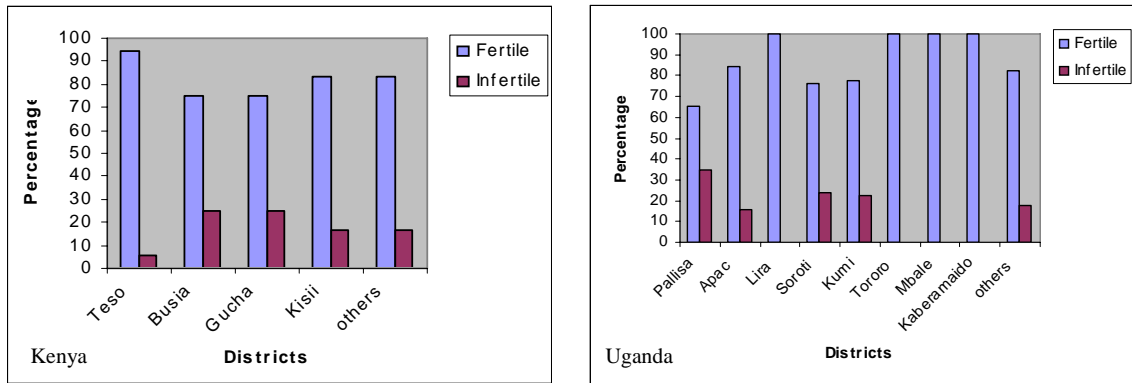 100
90
80
70
60
50
40
30
20
10
0
Percentage
Teso
Busia
Gucha
Kisii
others
Districts
Kenya
Fertile
Infertile
100
90
80
70
60
50
40
30
20
10
0
Percentage
Pallisa
Apac
Lira
Soroti
Kumi
Tororo
Mbale
Kaberamaido
others
Districts
Uganda
Fertile
Infertile